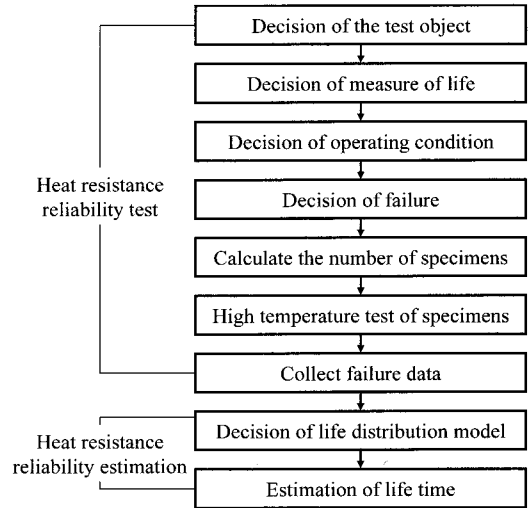 Decision of the test object
Decision of measure of life
Decision of operating condition
Heat resistance
reliability test
Decision of failure
Calculate the number of specimens
High temperature test of specimens
Collect failure data
Decision of life distribution model
Heat resistance
reliability estimation
Estimation of life time